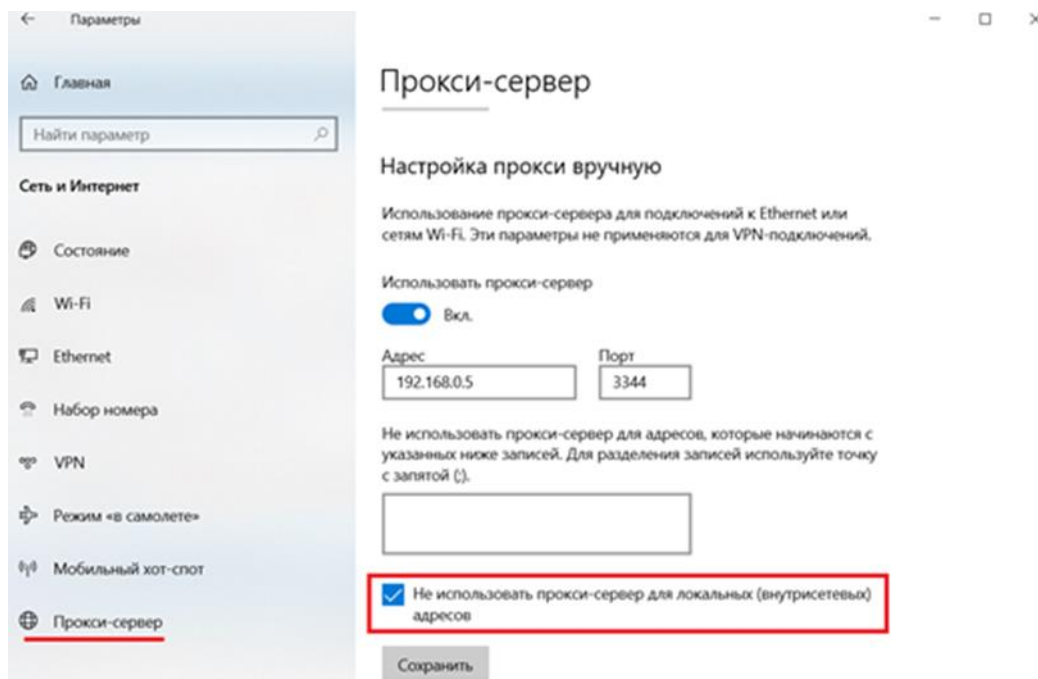 Параметры
Главная
Найти параметр
Сеть и Интернет
Состояние
Wi-Fi
Ethernet
Набор номера
VPN
Режим «в самолете»
Мобильный хот-спот
Прокси-сервер
Прокси-сервер
Настройка прокси вручную
Использование прокси-сервера для подключений к Ethernet или
сетям Wi-Fi. Эти параметры не применяются для VPN-подключений.
Использовать прокси-сервер
Вкл.
Адрес Порт
192.168.0.5 3344
Не использовать прокси-сервер для адресов, которые начинаются с
указанных ниже записей. Для разделения записей используйте точку
с запятой (;).
Не использовать прокси-сервер для локальных (внутрисетевых)
адресов
Сохранить